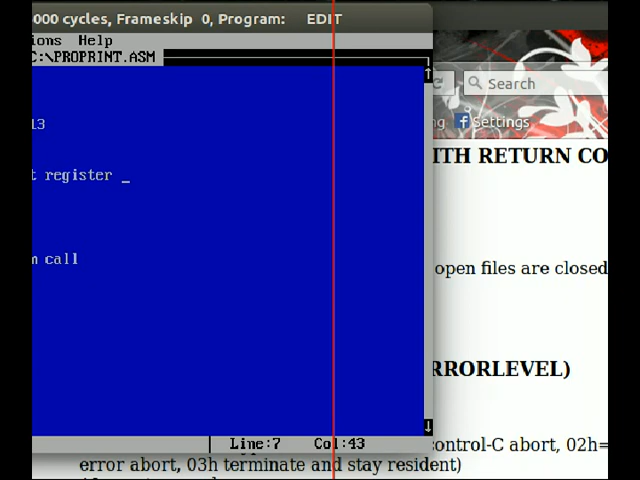 000 cycles, Frameskip 0, Program: EDIT
ions Help
C:\PROPRINT.ASM
Search
Settings
13
ITH RETURN CO
t register _
m call
open files are closed
RRORLEVEL)
Line:7 Col:43
control-C abort, 02h=
error abort, 03h terminate and stay resident)